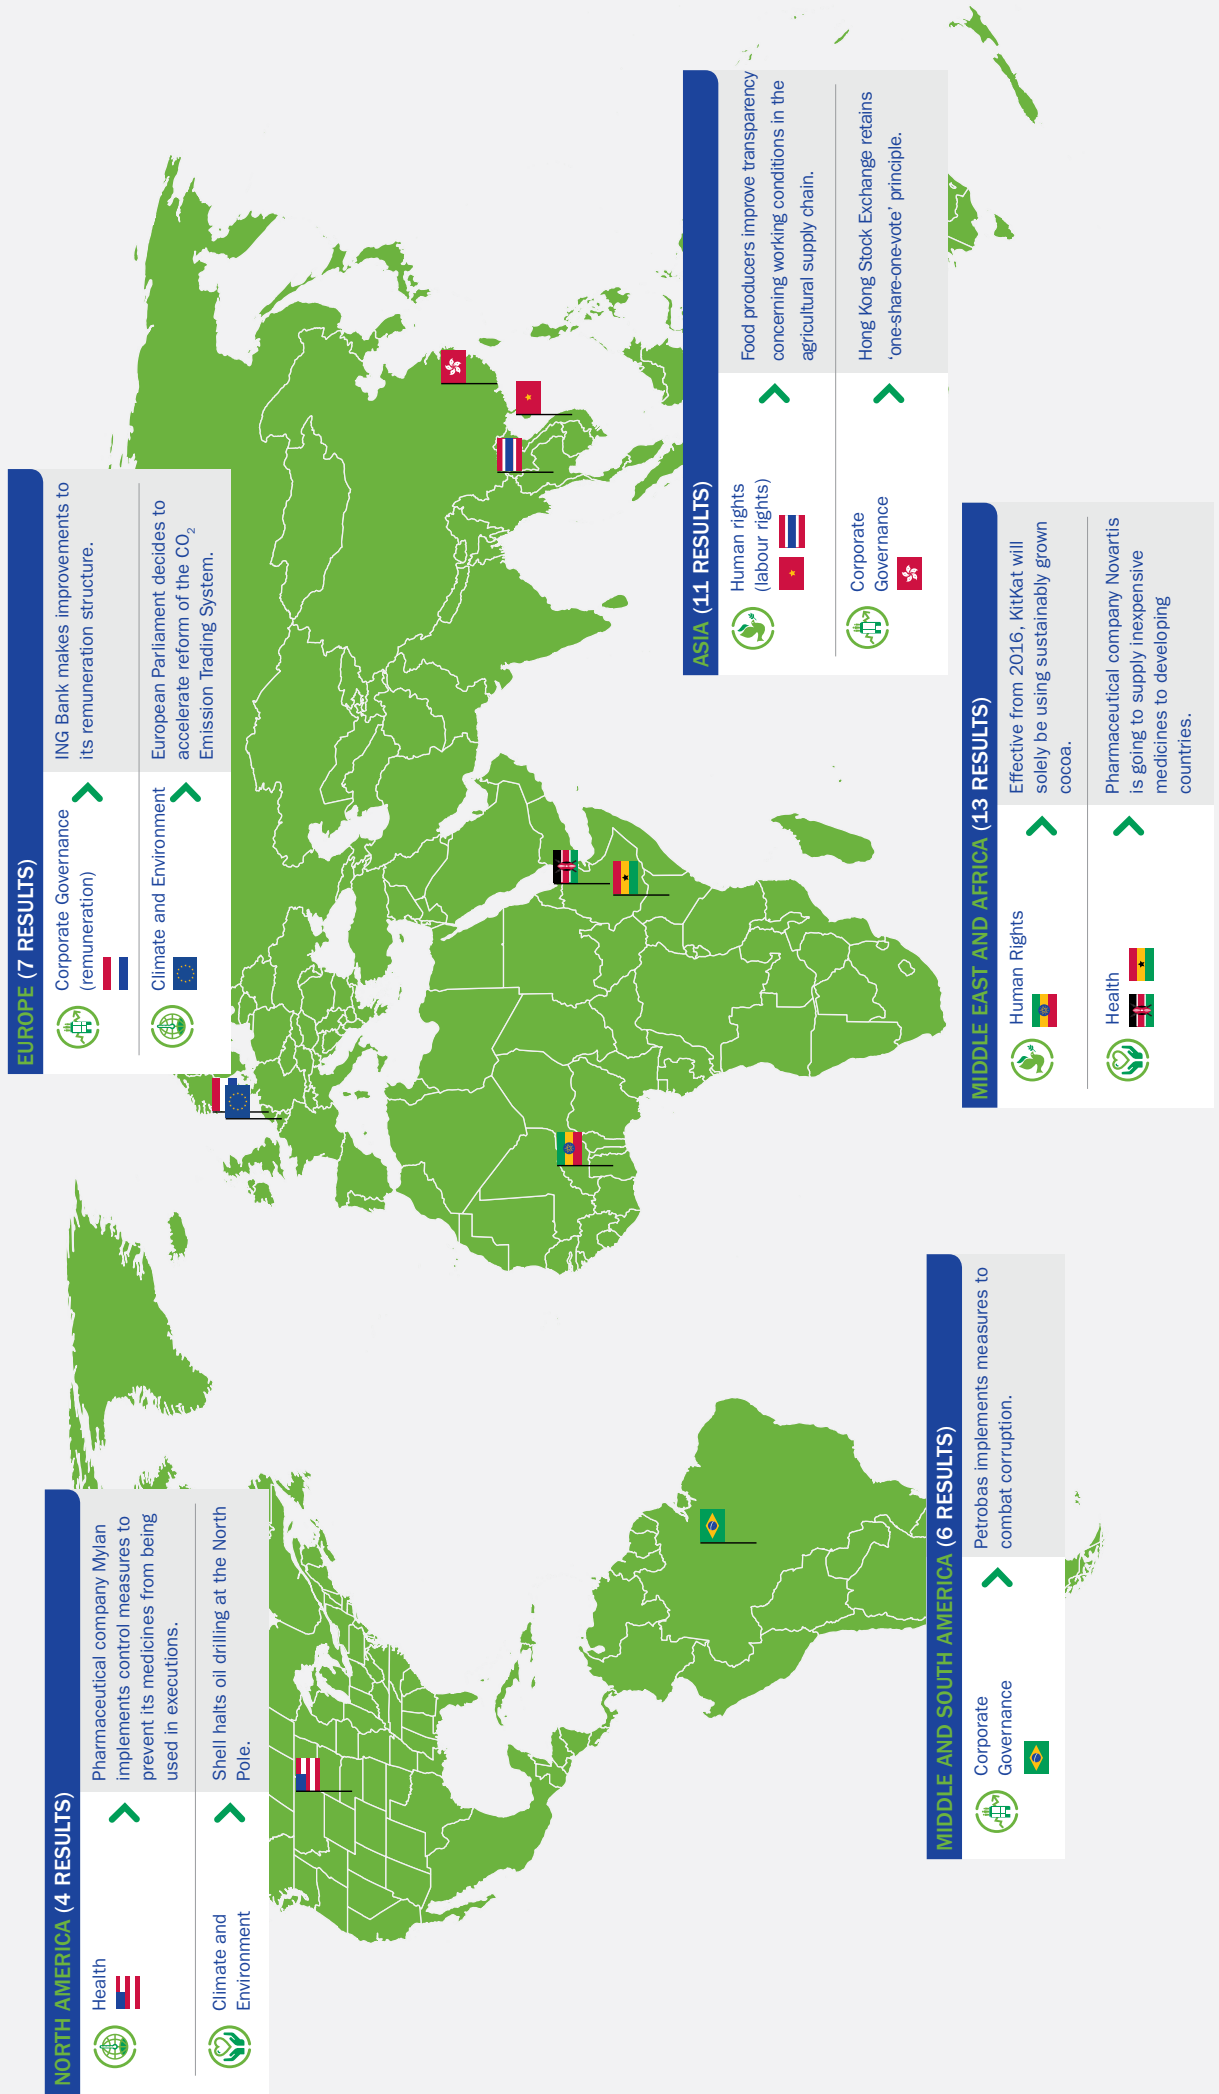 NORTH AMERICA (4 RESULTS)
Health
Pharmaceutical company Mylan
implements control measures to
prevent its medicines from being
used in executions.
Climate and
Environment
Shell halts oil drilling at the North
Pole.
EUROPE (7 RESULTS)
Corporate Governance
(remuneration)
ING Bank makes improvements to
its remuneration structure.
Climate and Environment
European Parliament decides to
accelerate reform of the CO2
Emission Trading System.
ASIA (11 RESULTS)
Human rights
(labour rights)
Food producers improve transparency
concerning working conditions in the
agricultural supply chain.
Corporate
Governance
Hong Kong Stock Exchange retains
‘one-share-one-vote’ principle.
MIDDLE AND SOUTH AMERICA (6 RESULTS)
Corporate
Governance
Petrobas implements measures to
combat corruption.
MIDDLE EAST AND AFRICA (13 RESULTS)
Human Rights
Effective from 2016, KitKat will
solely be using sustainably grown
cocoa.
Health
Pharmaceutical company Novartis
is going to supply inexpensive
medicines to developing
countries.